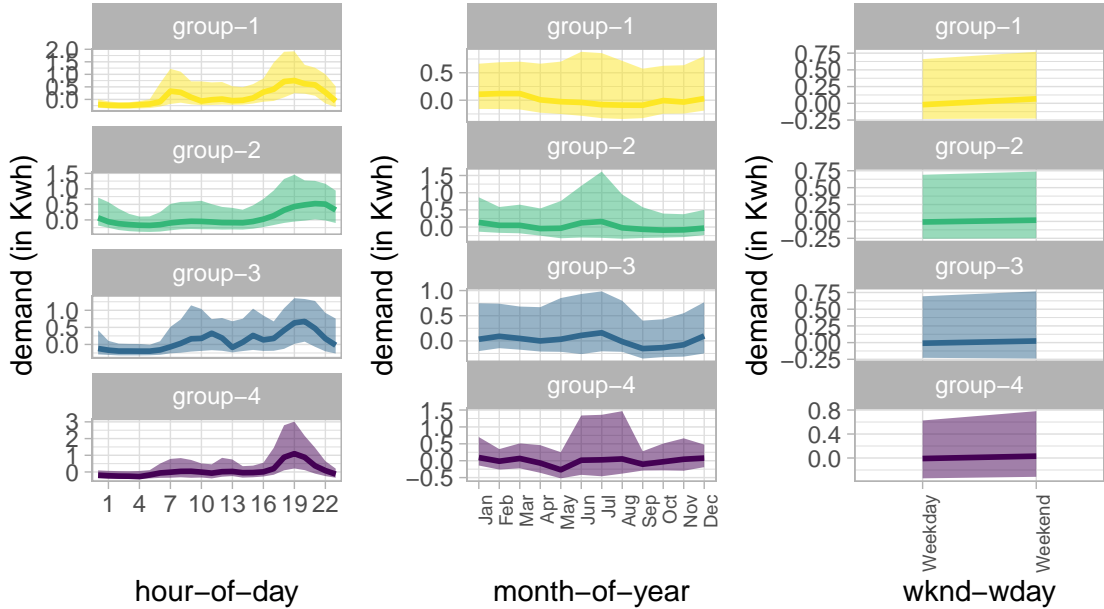 demand (in Kwh)
group−1
2.0
1.5
1.0
0.5
0.0
group−2
1.5
1.0
0.5
0.0
group−3
1.0
0.5
0.0
group−4
3
2
1
0
1 4 7 10 13 16 19 22
hour−of−day
demand (in Kwh)
group−1
0.5
0.0
group−2
1.5
1.0
0.5
0.0
group−3
1.0
0.5
0.0
group−4
1.5
1.0
0.5
0.0
−0.5
Jan
Feb
Mar
Apr
May
Jun
Jul
Aug
Sep
Oct
Nov
Dec
month−of−year
demand (in Kwh)
group−1
0.75
0.50
0.25
0.00
−0.25
group−2
0.75
0.50
0.25
0.00
−0.25
group−3
0.75
0.50
0.25
0.00
−0.25
group−4
0.8
0.4
0.0
Weekday
Weekend
wknd−wday